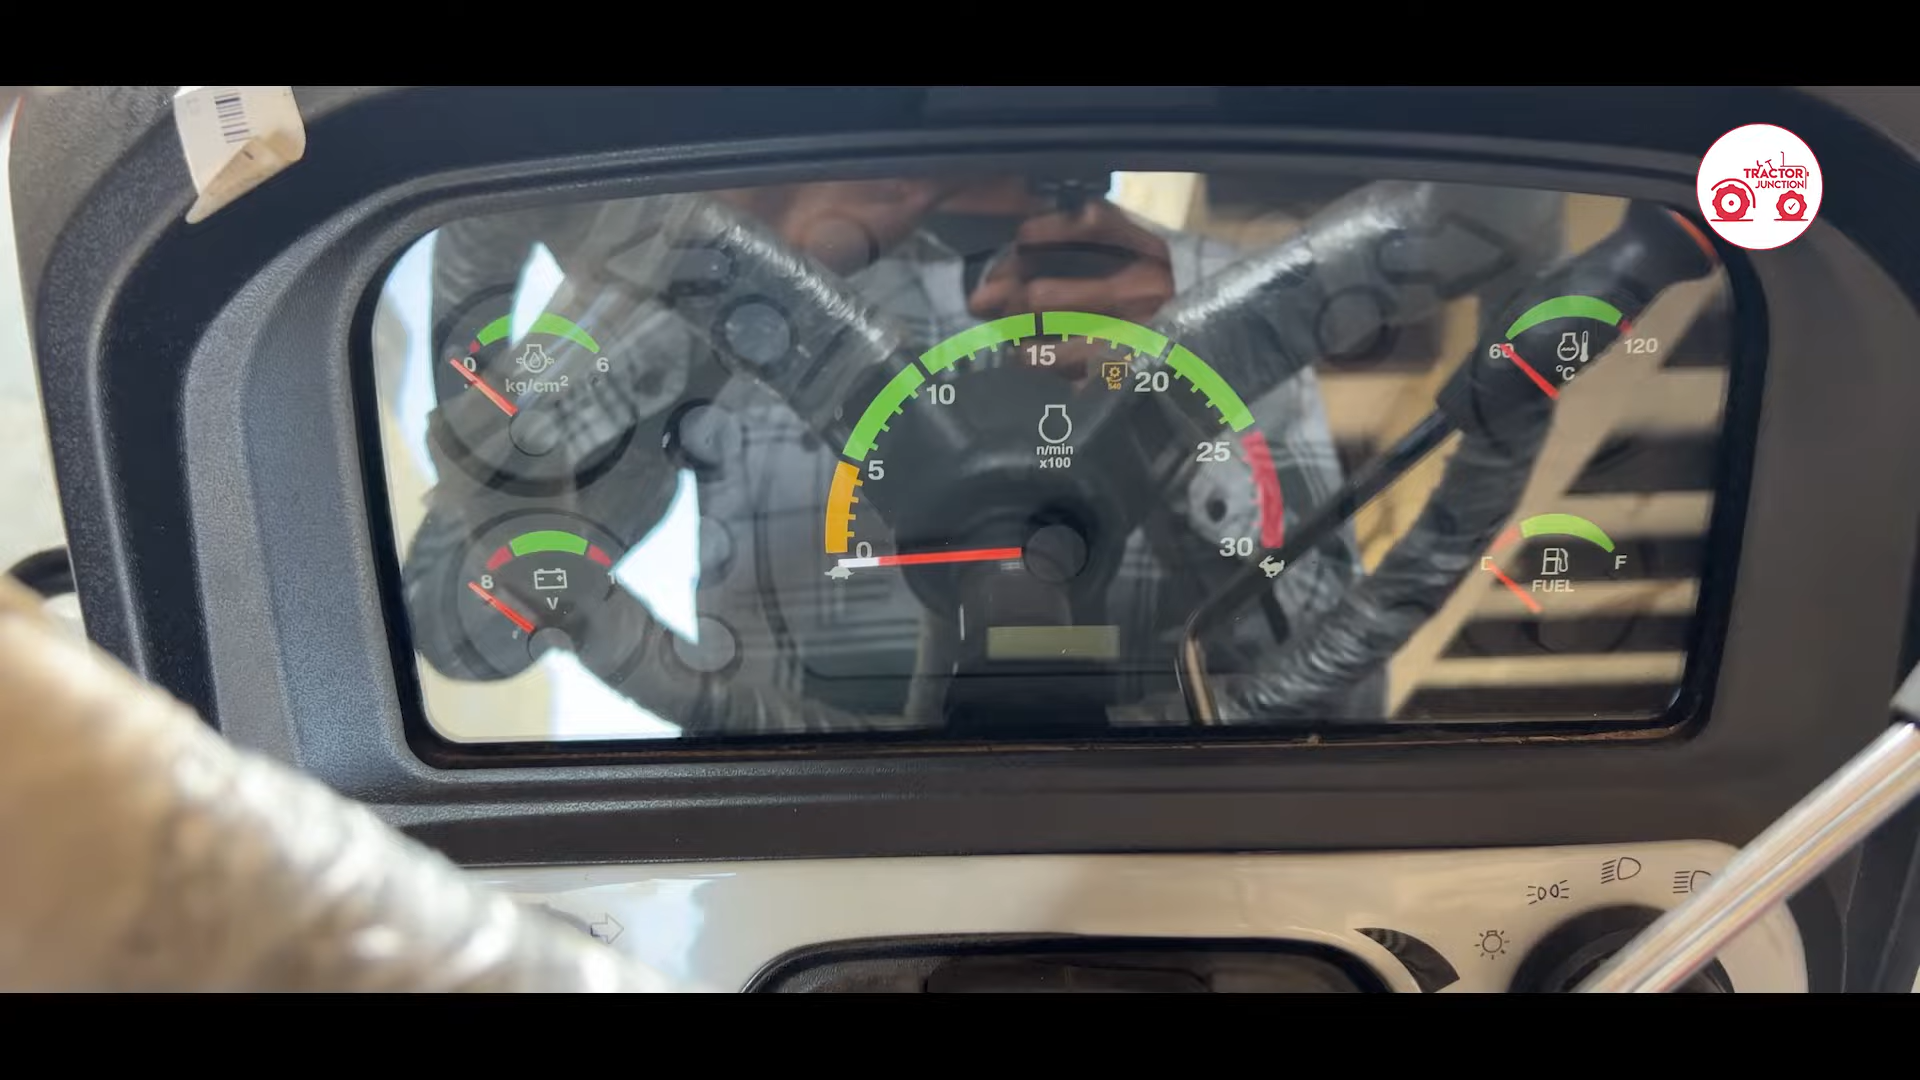 TRACTOR
JUNCTION
0
6
kg/cm²
8
V
0
5
10
15
20
25
30
540
n/min
x100
60
120
°C
E
F
FUEL